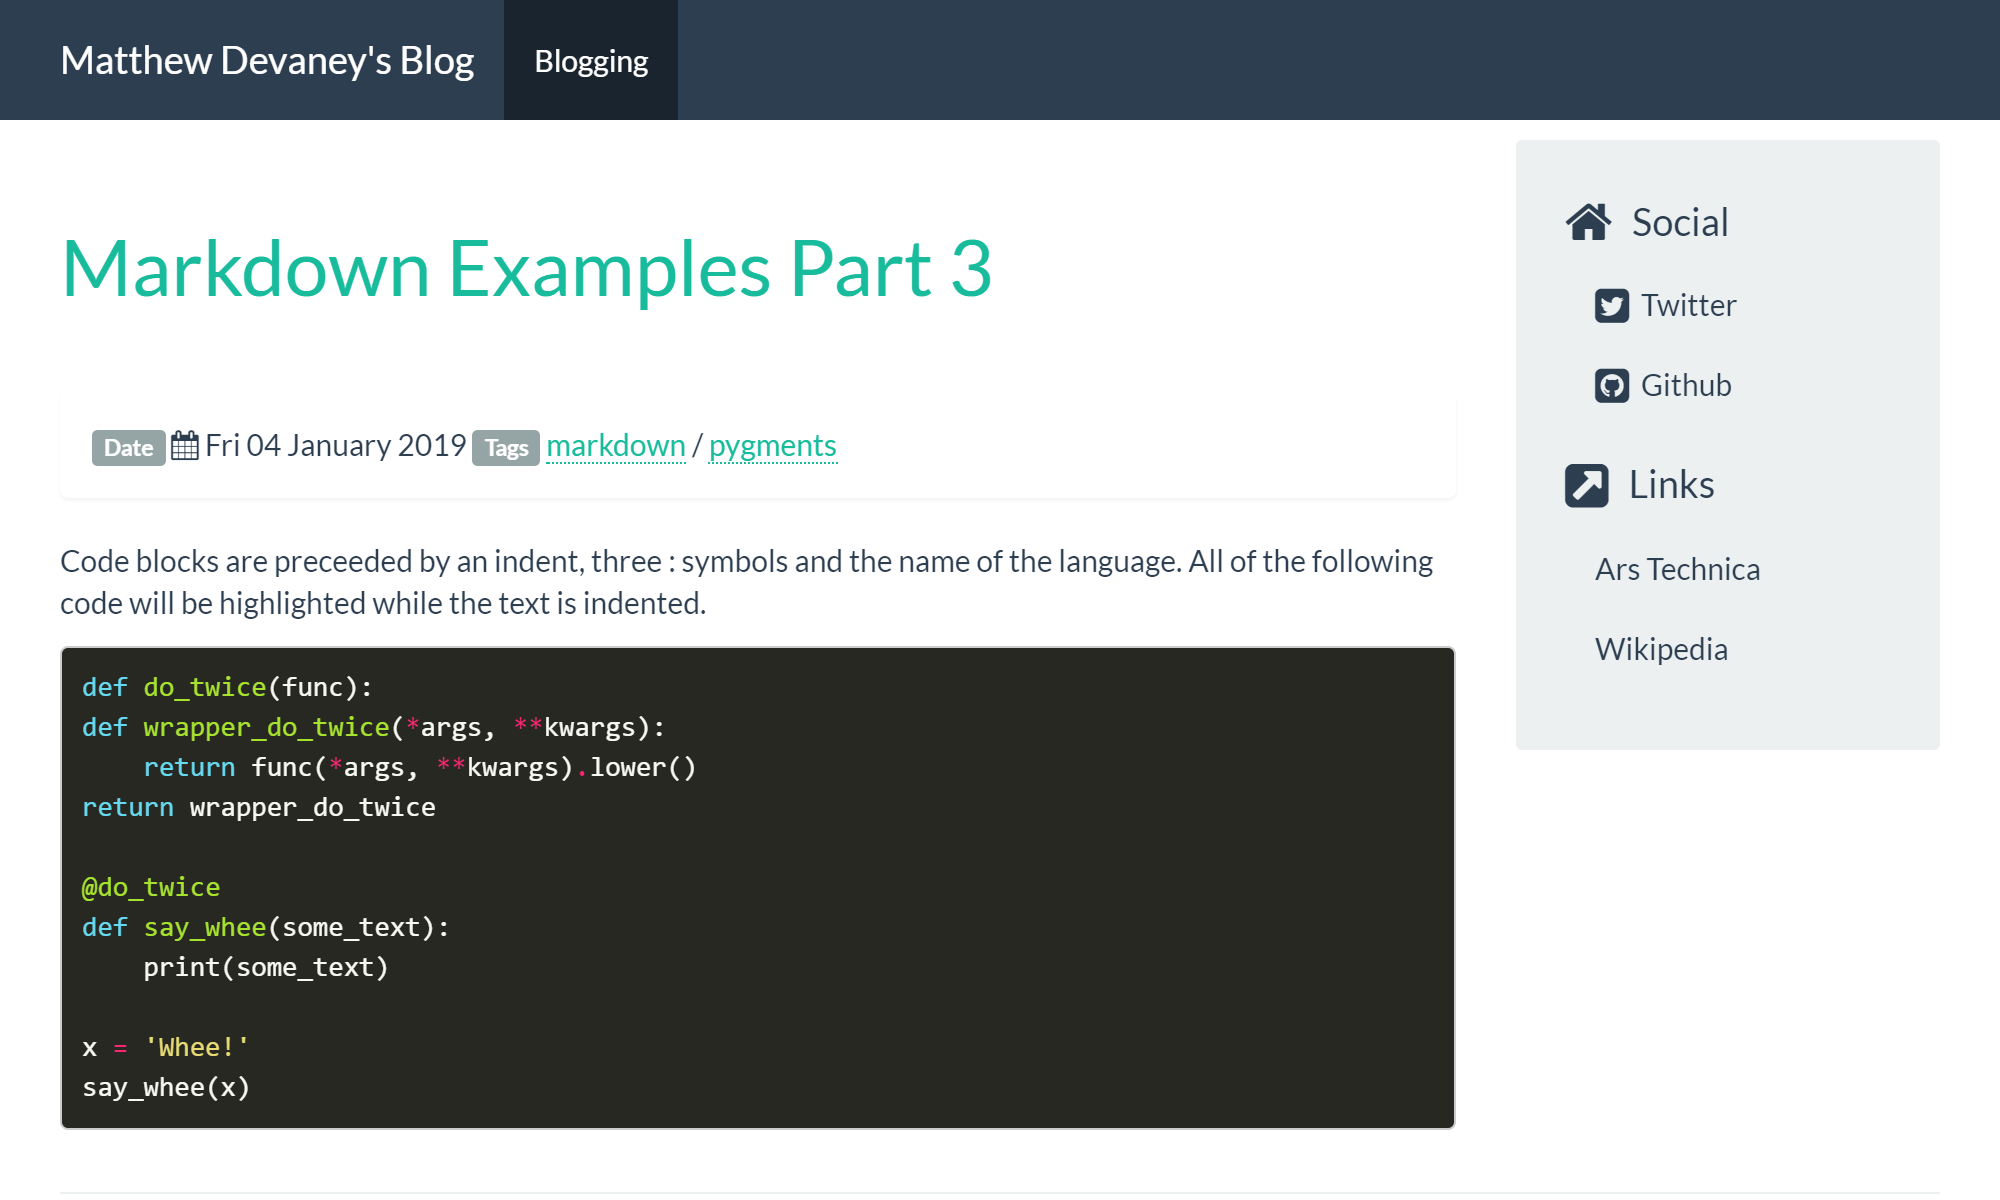 Matthew Devaney's Blog
Blogging
Markdown Examples Part 3
Date Fri 04 January 2019 Tags markdown / pygments
Code blocks are preceeded by an indent, three : symbols and the name of the language. All of the following
code will be highlighted while the text is indented.
def do_twice(func):
def wrapper_do_twice(*args, **kwargs):
    return func(*args, **kwargs).lower()
return wrapper_do_twice

@do_twice
def say_whee(some_text):
    print(some_text)

x = 'Whee!'
say_whee(x)
Social
Twitter
Github
Links
Ars Technica
Wikipedia